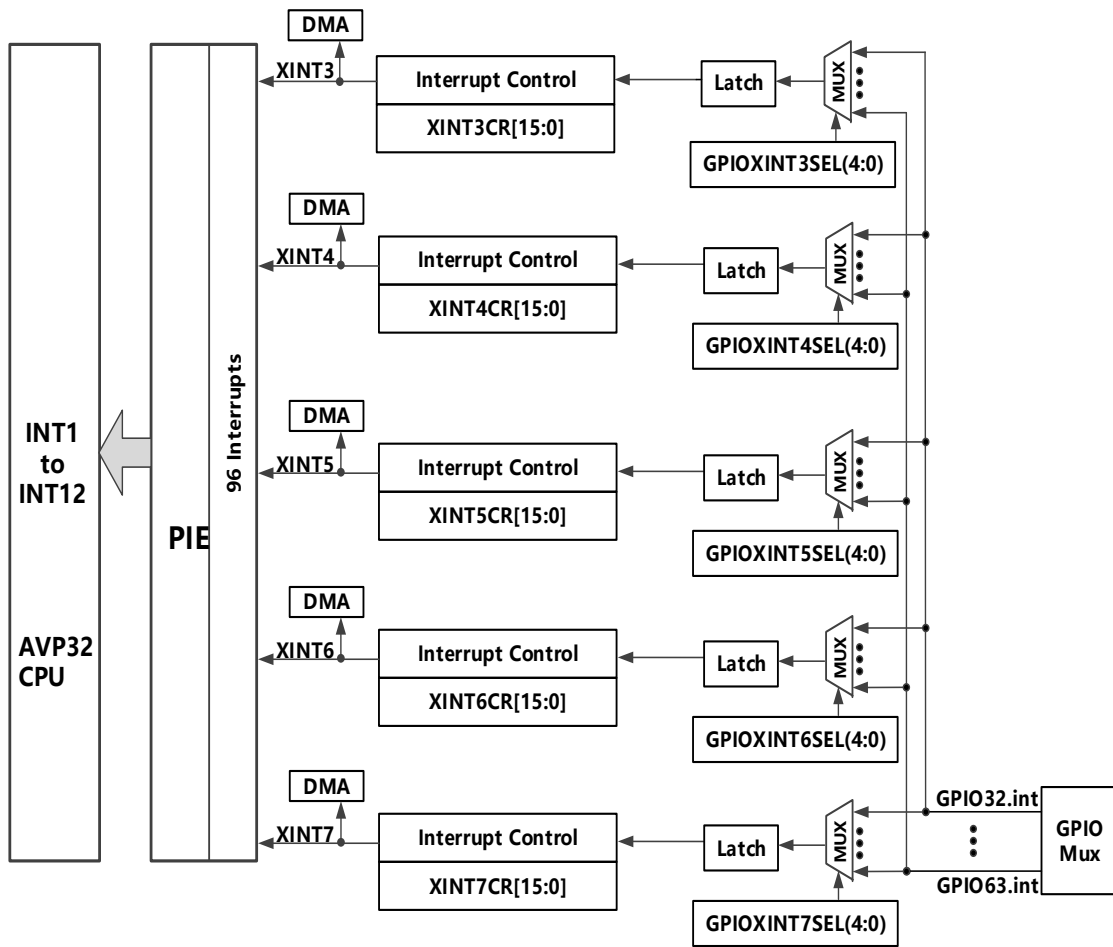 DMA
XINT3
Interrupt Control
XINT3CR[15:0]
Latch
MUX
GPIOXINT3SEL(4:0)
DMA
XINT4
Interrupt Control
XINT4CR[15:0]
Latch
MUX
GPIOXINT4SEL(4:0)
INT1
to
INT12
AVP32
CPU
PIE
96 Interrupts
DMA
XINT5
Interrupt Control
XINT5CR[15:0]
Latch
MUX
GPIOXINT5SEL(4:0)
DMA
XINT6
Interrupt Control
XINT6CR[15:0]
Latch
MUX
GPIOXINT6SEL(4:0)
DMA
XINT7
Interrupt Control
XINT7CR[15:0]
Latch
MUX
GPIOXINT7SEL(4:0)
GPIO32.int
GPIO63.int
GPIO
Mux